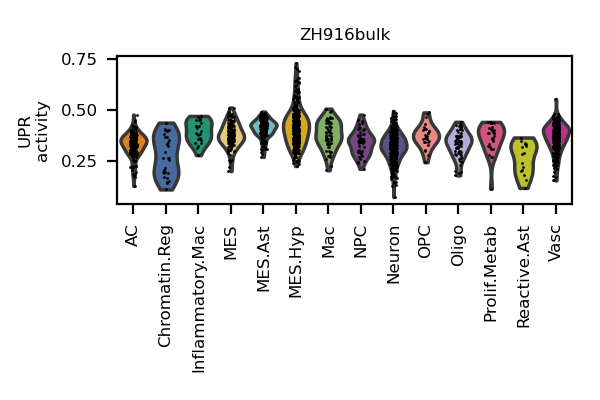 ZH916bulk
UPR
activity
0.75
0.50
0.25
AC
Chromatin.Reg
Inflammatory.Mac
MES
MES.Ast
MES.Hyp
Mac
NPC
Neuron
OPC
Oligo
Prolif.Metab
Reactive.Ast
Vasc